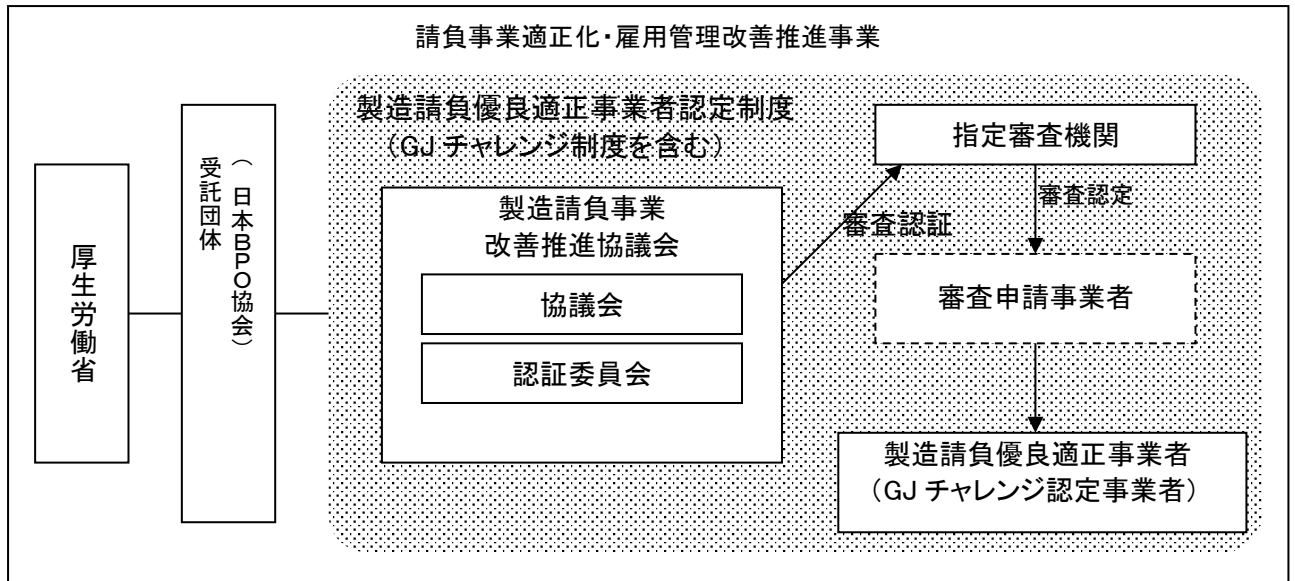 請負事業適正化・雇用管理改善推進事業
厚生労働省
受託団体
（日本BPO協会）
製造請負優良適正事業者認定制度
（GJチャレンジ制度を含む）
製造請負事業
改善推進協議会
協議会
認証委員会
審査認証
指定審査機関
審査認定
審査申請事業者
製造請負優良適正事業者
（GJチャレンジ認定事業者）